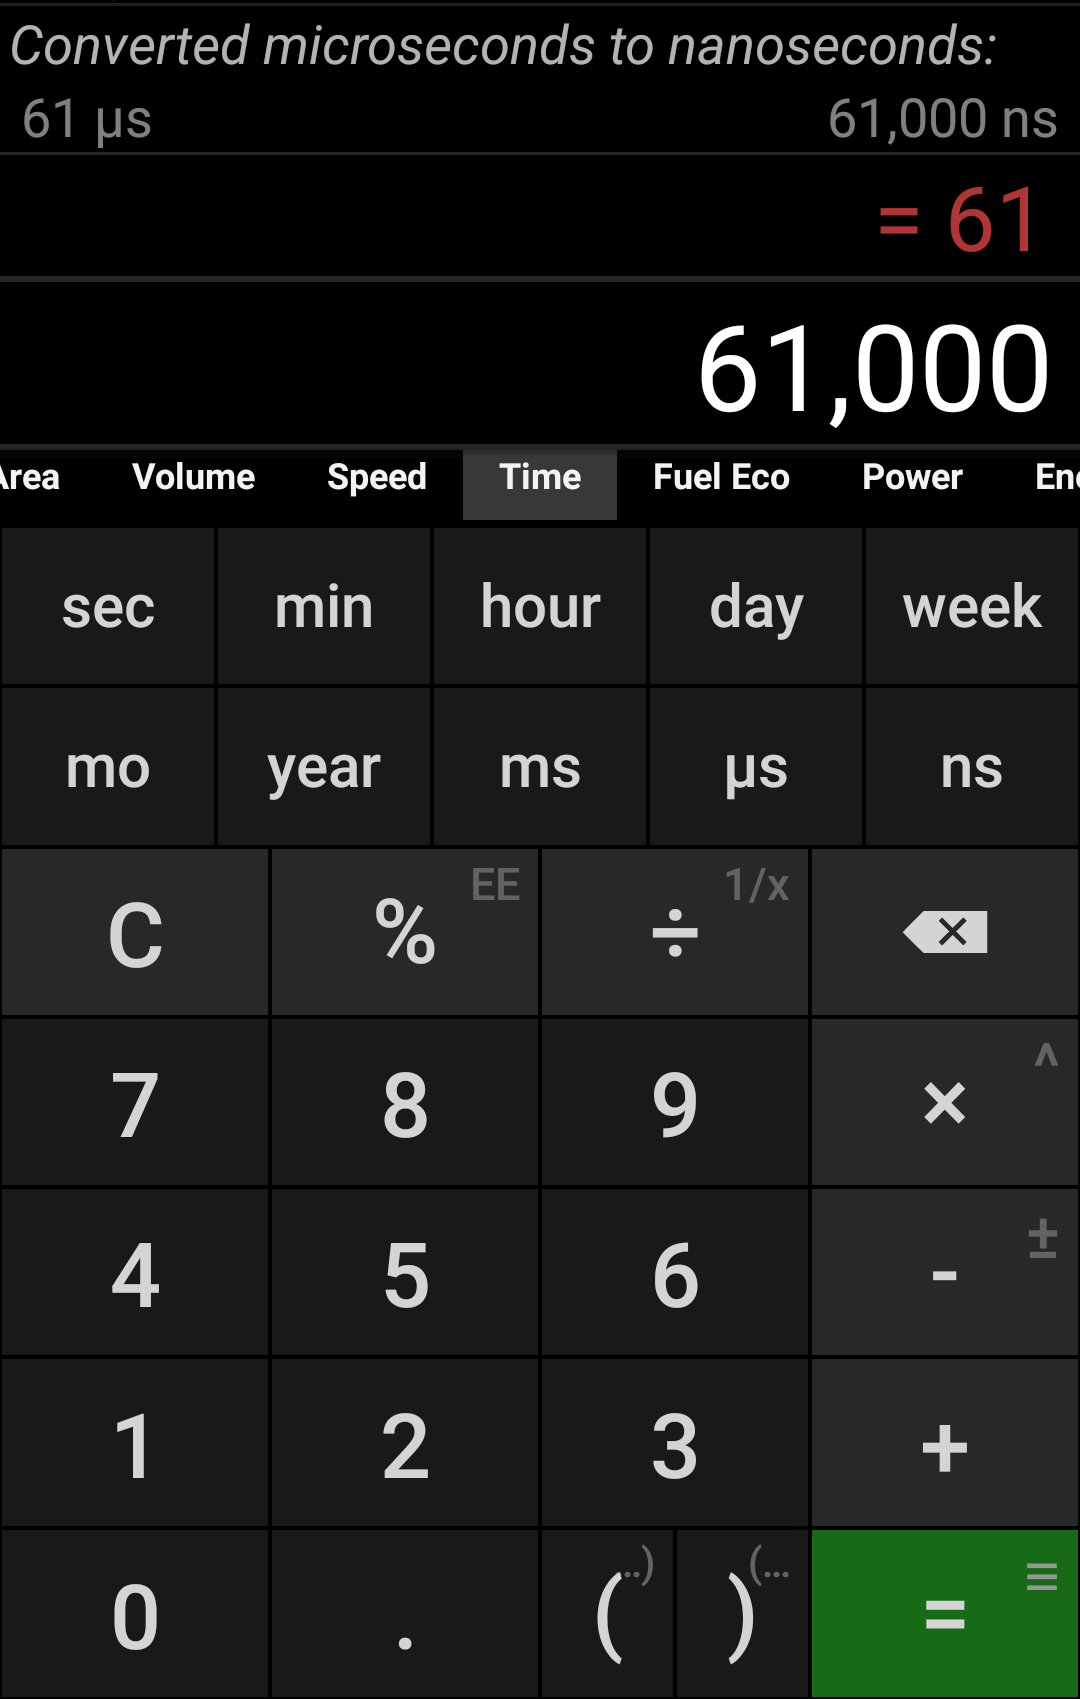 Converted microseconds to nanoseconds:
61 µs 61,000 ns
= 61
61,000
Area Volume Speed Time Fuel Eco Power Ene
sec min hour day week
mo year ms µs ns
C % EE ÷ 1/x
7 8 9 × ^
4 5 6 - ±
1 2 3 +
0 . ( ..) ) (... =